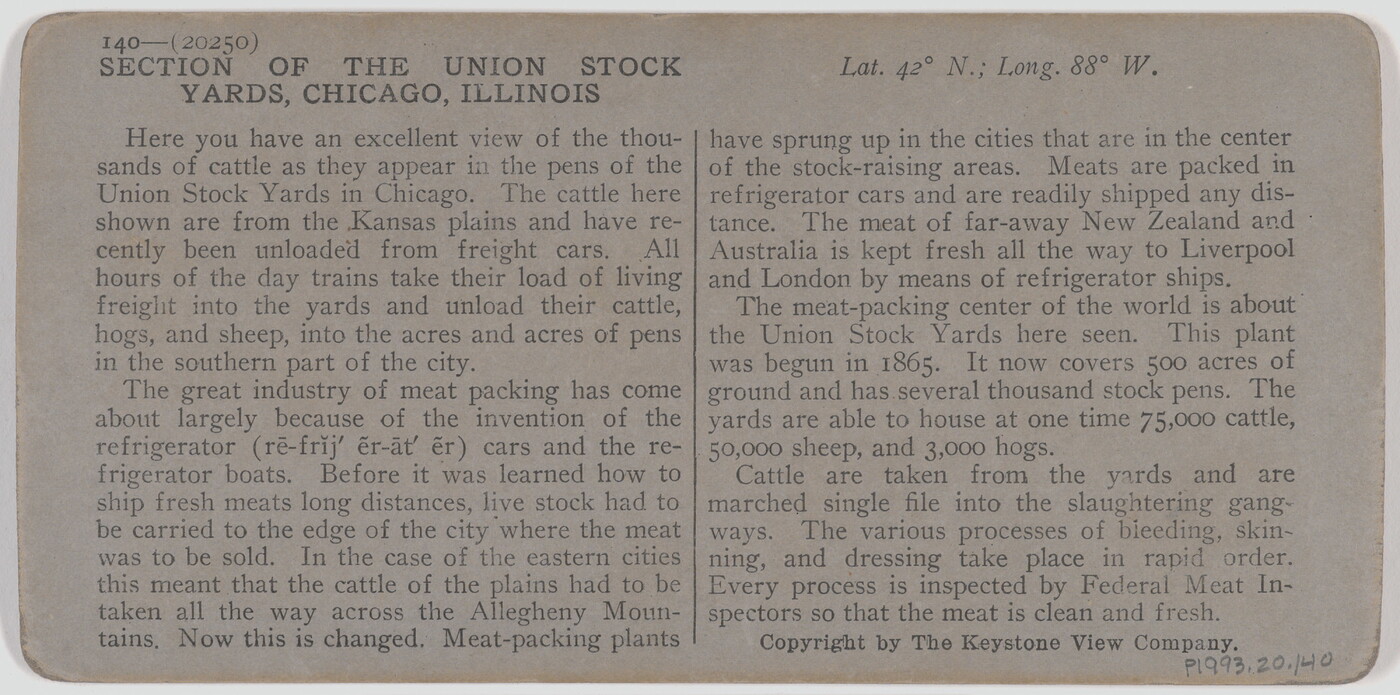 140—(20250)
SECTION OF THE UNION STOCK
YARDS, CHICAGO, ILLINOIS
Lat. 42° N.; Long. 88° W.
Here you have an excellent view of the thou-
sands of cattle as they appear in the pens of the
Union Stock Yards in Chicago. The cattle here
shown are from the Kansas plains and have re-
cently been unloaded from freight cars. All
hours of the day trains take their load of living
freight into the yards and unload their cattle,
hogs, and sheep, into the acres and acres of pens
in the southern part of the city.
The great industry of meat packing has come
about largely because of the invention of the
refrigerator (rē-frĭj′ ẽr-āt′ ẽr) cars and the re-
frigerator boats. Before it was learned how to
ship fresh meats long distances, live stock had to
be carried to the edge of the city where the meat
was to be sold. In the case of the eastern cities
this meant that the cattle of the plains had to be
taken all the way across the Allegheny Moun-
tains. Now this is changed. Meat-packing plants
have sprung up in the cities that are in the center
of the stock-raising areas. Meats are packed in
refrigerator cars and are readily shipped any dis-
tance. The meat of far-away New Zealand and
Australia is kept fresh all the way to Liverpool
and London by means of refrigerator ships.
The meat-packing center of the world is about
the Union Stock Yards here seen. This plant
was begun in 1865. It now covers 500 acres of
ground and has several thousand stock pens. The
yards are able to house at one time 75,000 cattle,
50,000 sheep, and 3,000 hogs.
Cattle are taken from the yards and are
marched single file into the slaughtering gang-
ways. The various processes of bleeding, skin-
ning, and dressing take place in rapid order.
Every process is inspected by Federal Meat In-
spectors so that the meat is clean and fresh.
Copyright by The Keystone View Company.
P1993.20.140